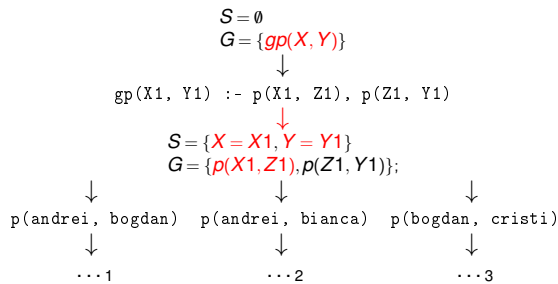 S = ∅
G = {gp(X, Y)}
↓
gp(X1, Y1) :- p(X1, Z1), p(Z1, Y1)
↓
S = {X = X1, Y = Y1}
G = {p(X1, Z1), p(Z1, Y1)};
↓ ↓ ↓
p(andrei, bogdan) p(andrei, bianca) p(bogdan, cristi)
↓ ↓ ↓
⋯1 ⋯2 ⋯3